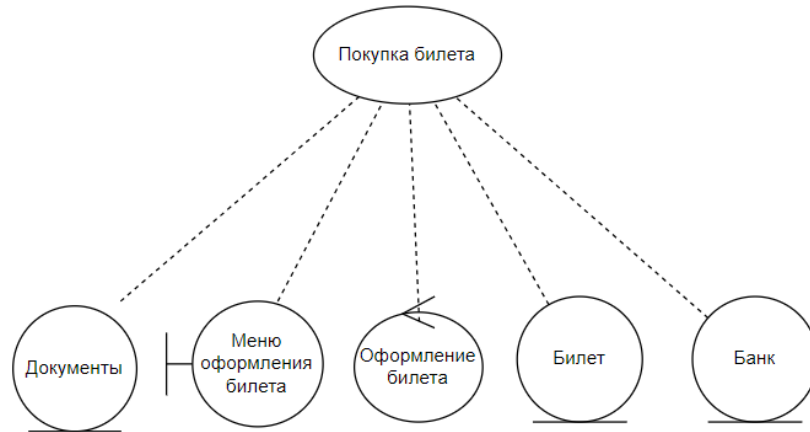 Покупка билета
Документы
Меню
оформления
билета
Оформление
билета
Билет
Банк